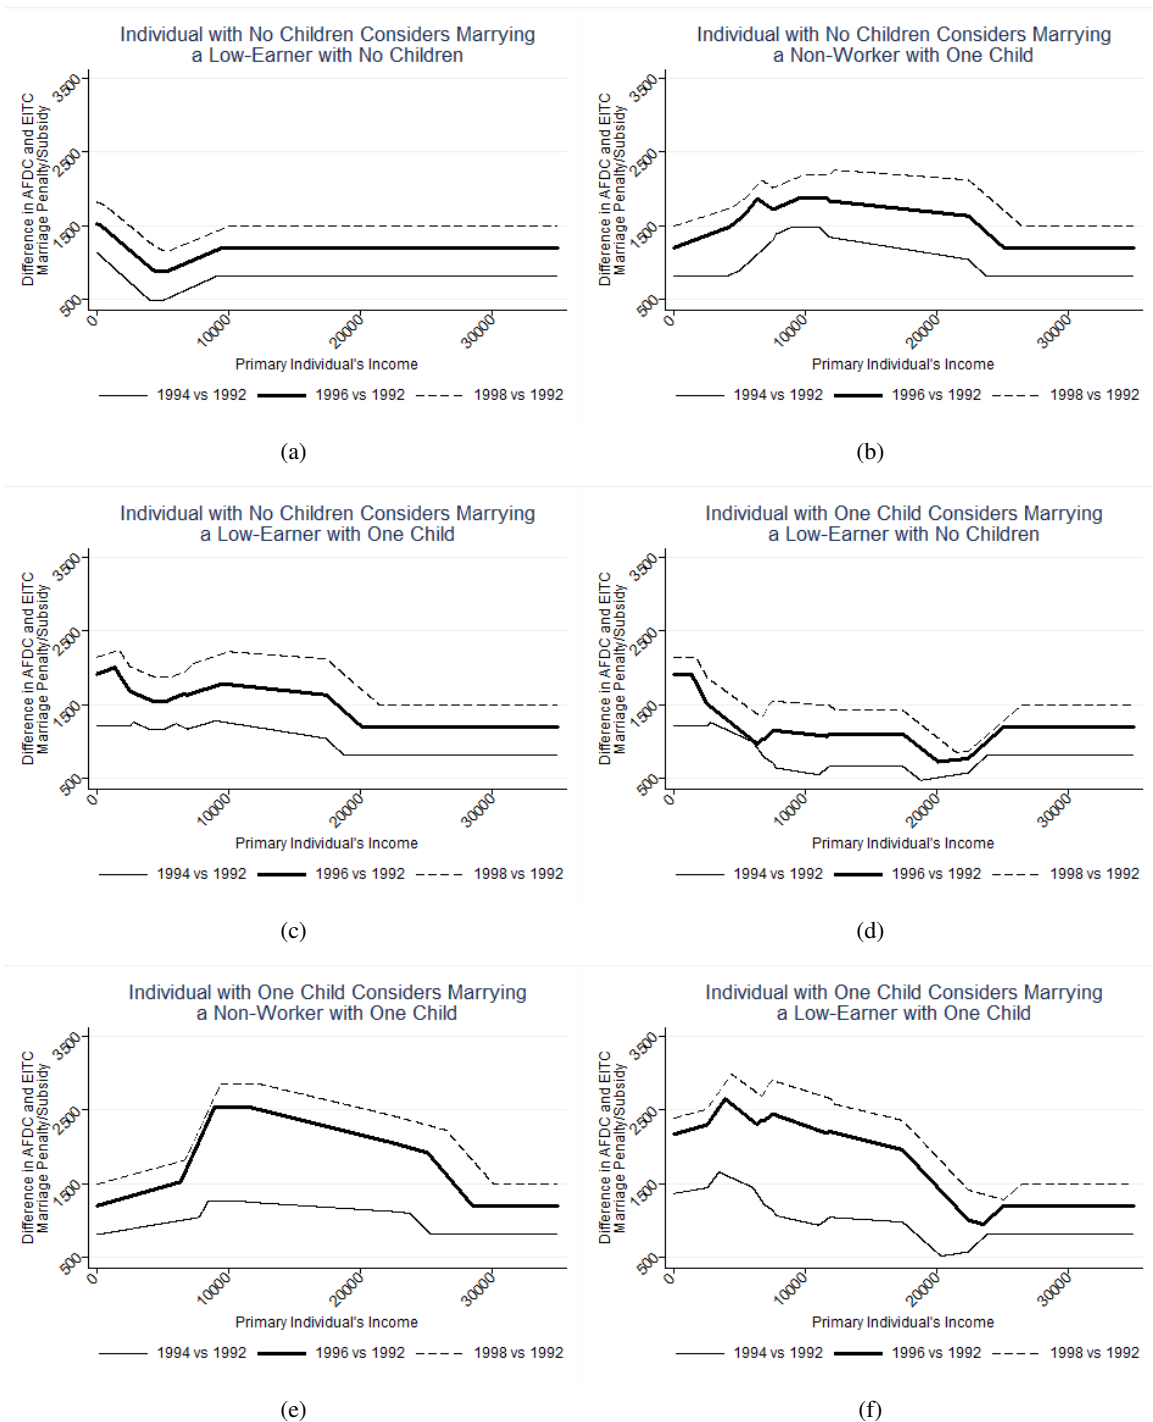 Individual with No Children Considers Marrying
a Low-Earner with No Children
Difference in AFDC and EITC
Marriage Penalty/Subsidy
3500
2500
1500
500
0
10000
20000
30000
Primary Individual's Income
1994 vs 1992
1996 vs 1992
1998 vs 1992
(a)
Individual with No Children Considers Marrying
a Non-Worker with One Child
Difference in AFDC and EITC
Marriage Penalty/Subsidy
3500
2500
1500
500
0
10000
20000
30000
Primary Individual's Income
1994 vs 1992
1996 vs 1992
1998 vs 1992
(b)
Individual with No Children Considers Marrying
a Low-Earner with One Child
Difference in AFDC and EITC
Marriage Penalty/Subsidy
3500
2500
1500
500
0
10000
20000
30000
Primary Individual's Income
1994 vs 1992
1996 vs 1992
1998 vs 1992
(c)
Individual with One Child Considers Marrying
a Low-Earner with No Children
Difference in AFDC and EITC
Marriage Penalty/Subsidy
3500
2500
1500
500
0
10000
20000
30000
Primary Individual's Income
1994 vs 1992
1996 vs 1992
1998 vs 1992
(d)
Individual with One Child Considers Marrying
a Non-Worker with One Child
Difference in AFDC and EITC
Marriage Penalty/Subsidy
3500
2500
1500
500
0
10000
20000
30000
Primary Individual's Income
1994 vs 1992
1996 vs 1992
1998 vs 1992
(e)
Individual with One Child Considers Marrying
a Low-Earner with One Child
Difference in AFDC and EITC
Marriage Penalty/Subsidy
3500
2500
1500
500
0
10000
20000
30000
Primary Individual's Income
1994 vs 1992
1996 vs 1992
1998 vs 1992
(f)